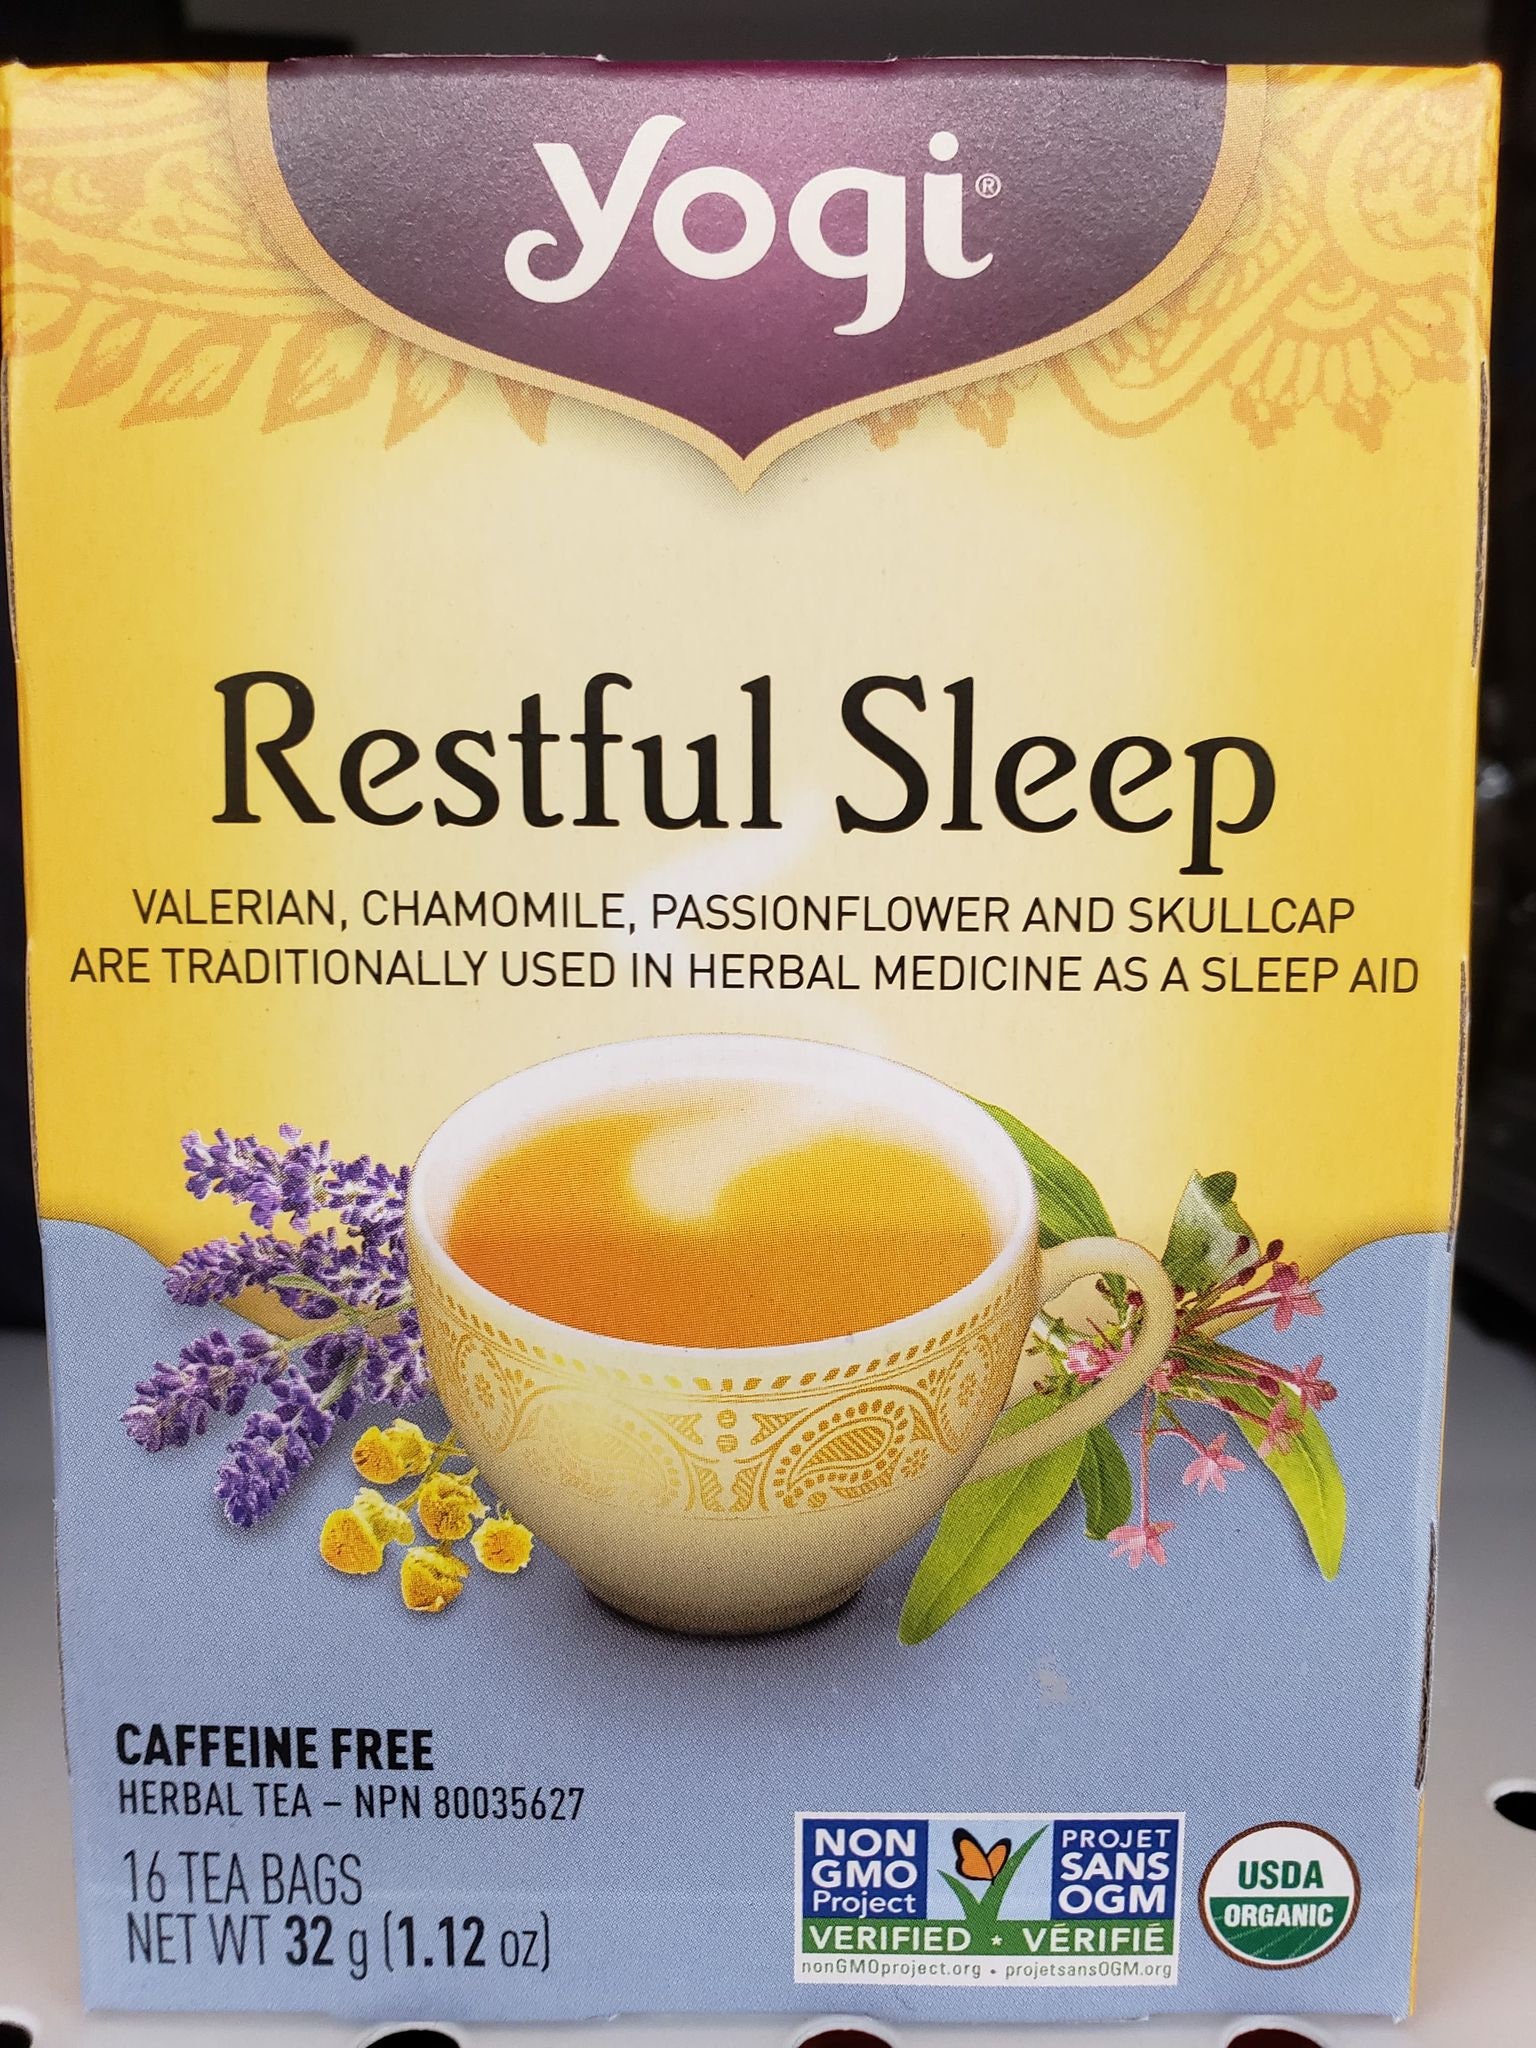 yogi®
Restful Sleep
VALERIAN, CHAMOMILE, PASSIONFLOWER AND SKULLCAP
ARE TRADITIONALLY USED IN HERBAL MEDICINE AS A SLEEP AID
CAFFEINE FREE
HERBAL TEA – NPN 80035627
16 TEA BAGS
NET WT 32 g (1.12 oz)
NON
GMO
Project
PROJET
SANS
OGM
VERIFIED * VÉRIFIÉ
nonGMOproject.org • projetsansOGM.org
USDA
ORGANIC